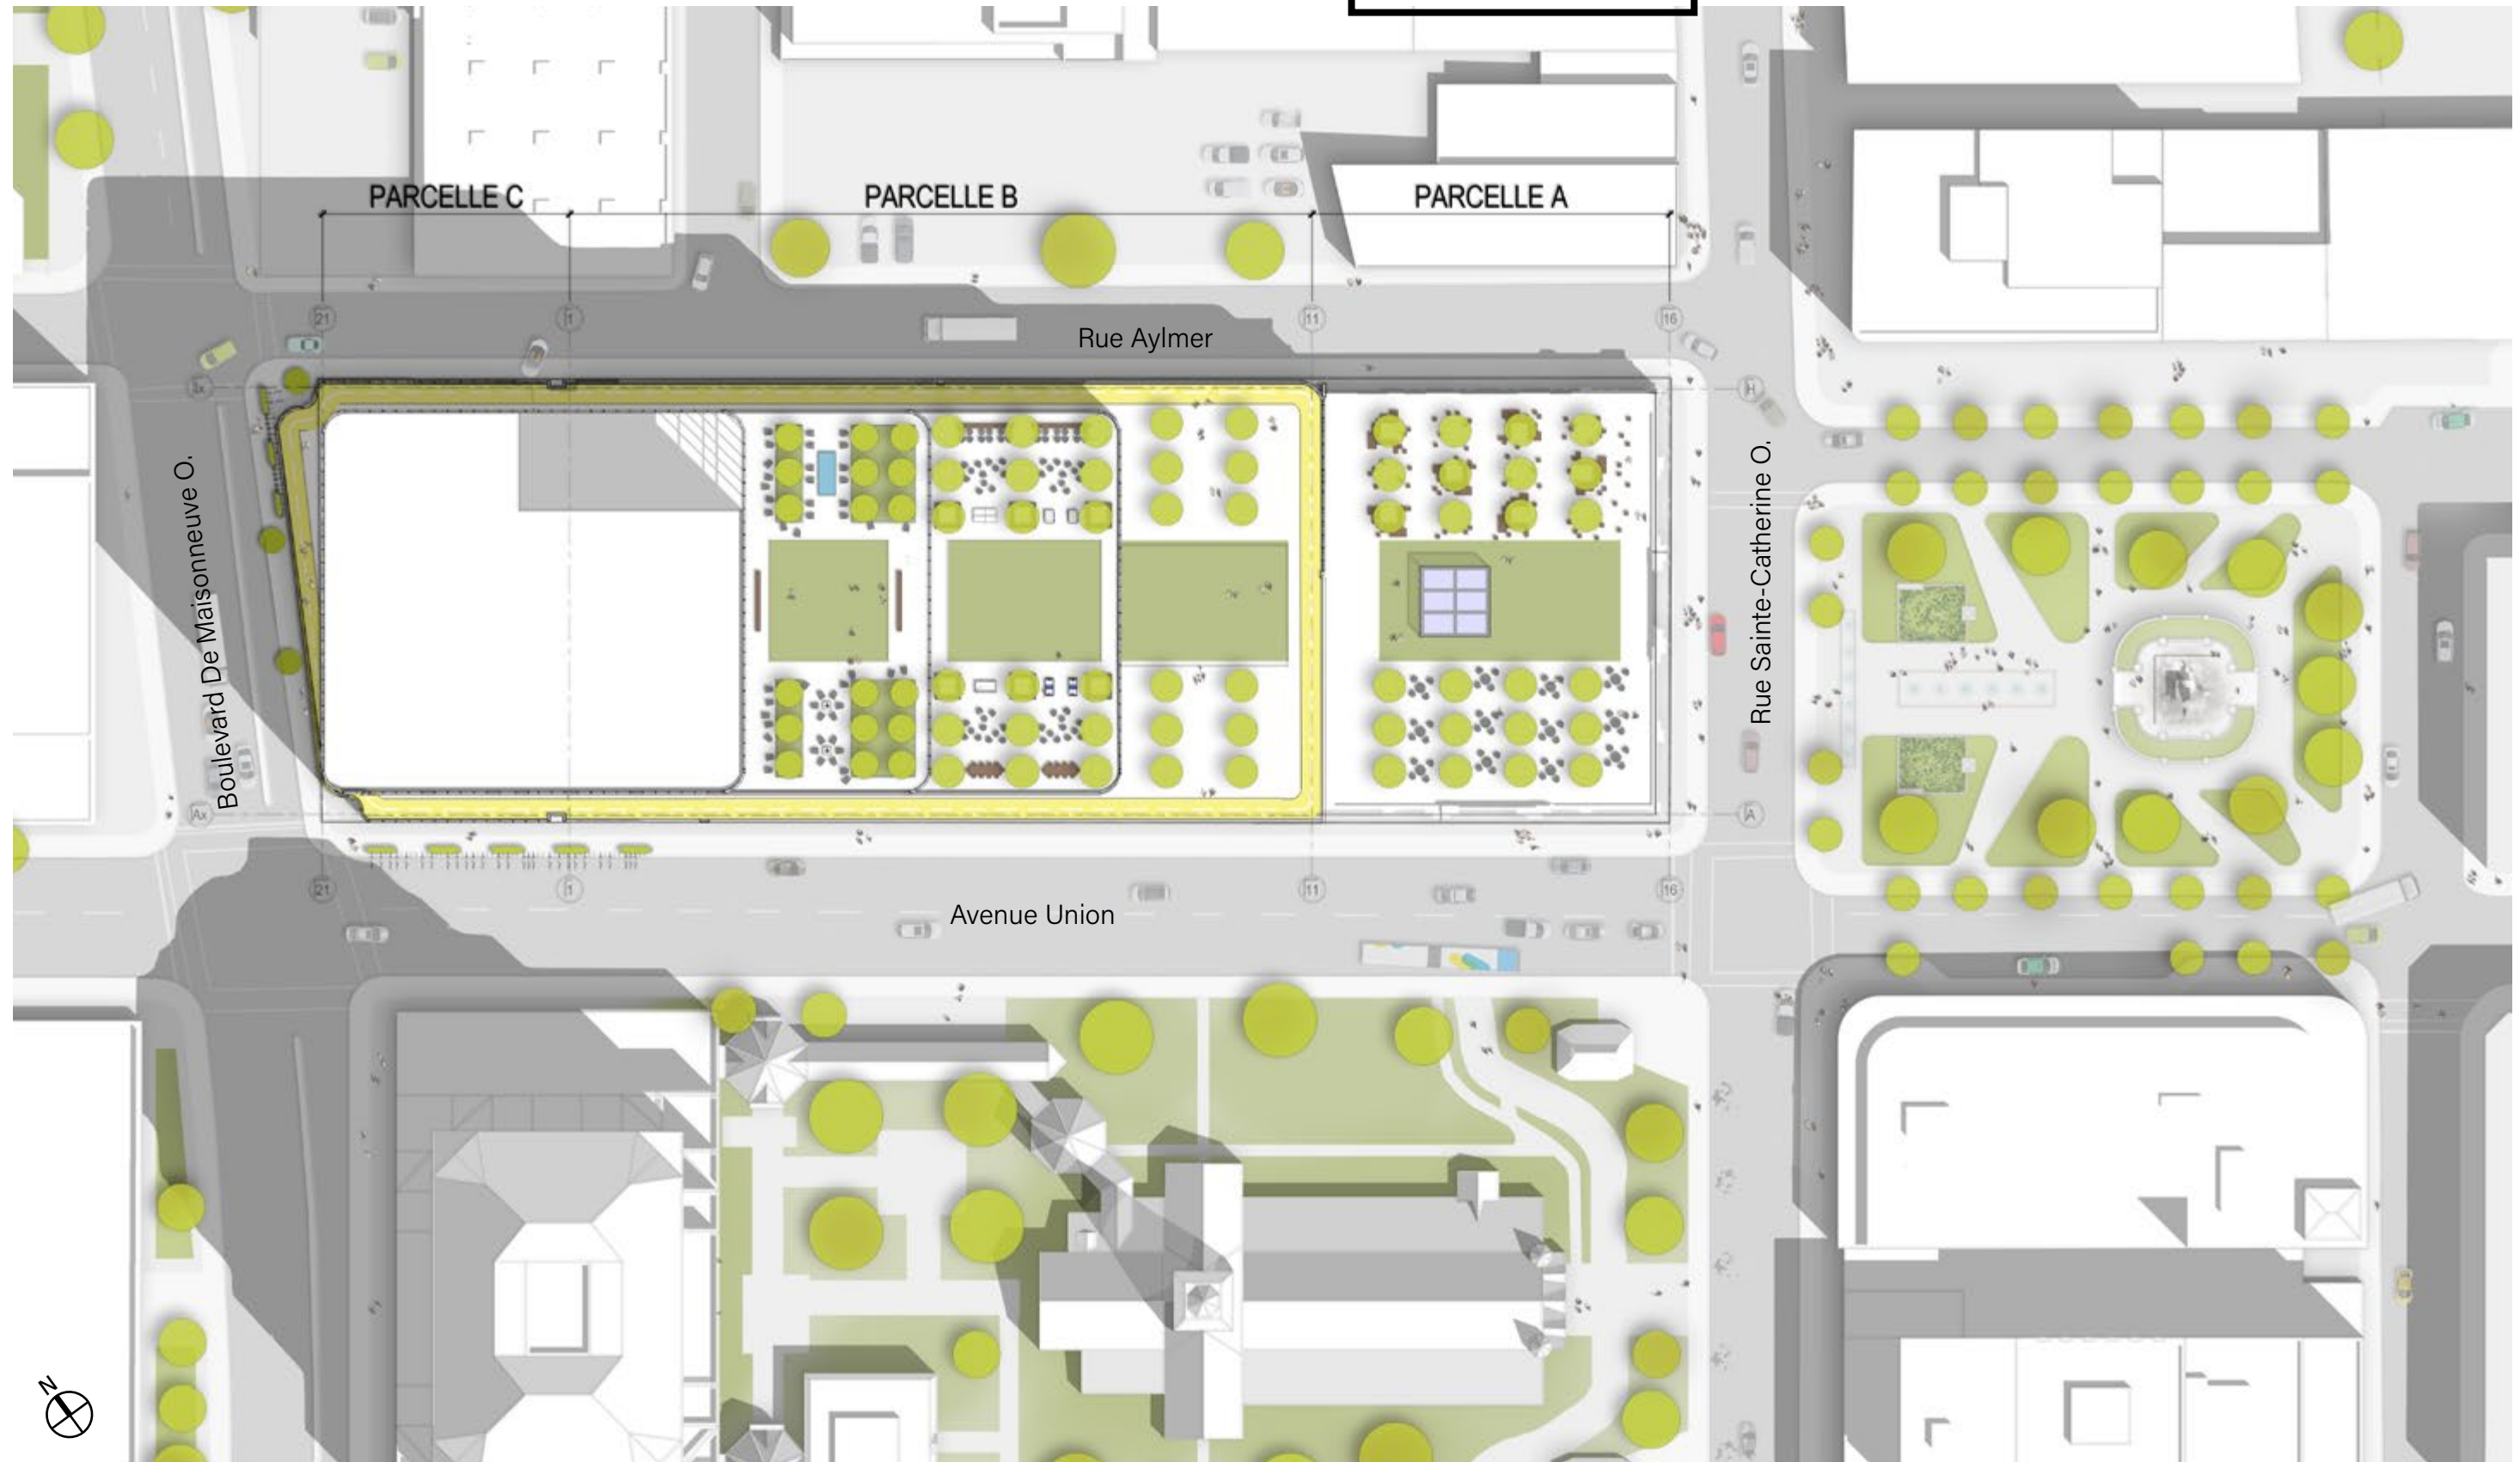 PARCELLE C
PARCELLE B
PARCELLE A
21
1
11
16
Rue Aylmer
H
Boulevard De Maisonneuve O.
Rue Sainte-Catherine O.
Ax
A
21
1
11
16
Avenue Union
N